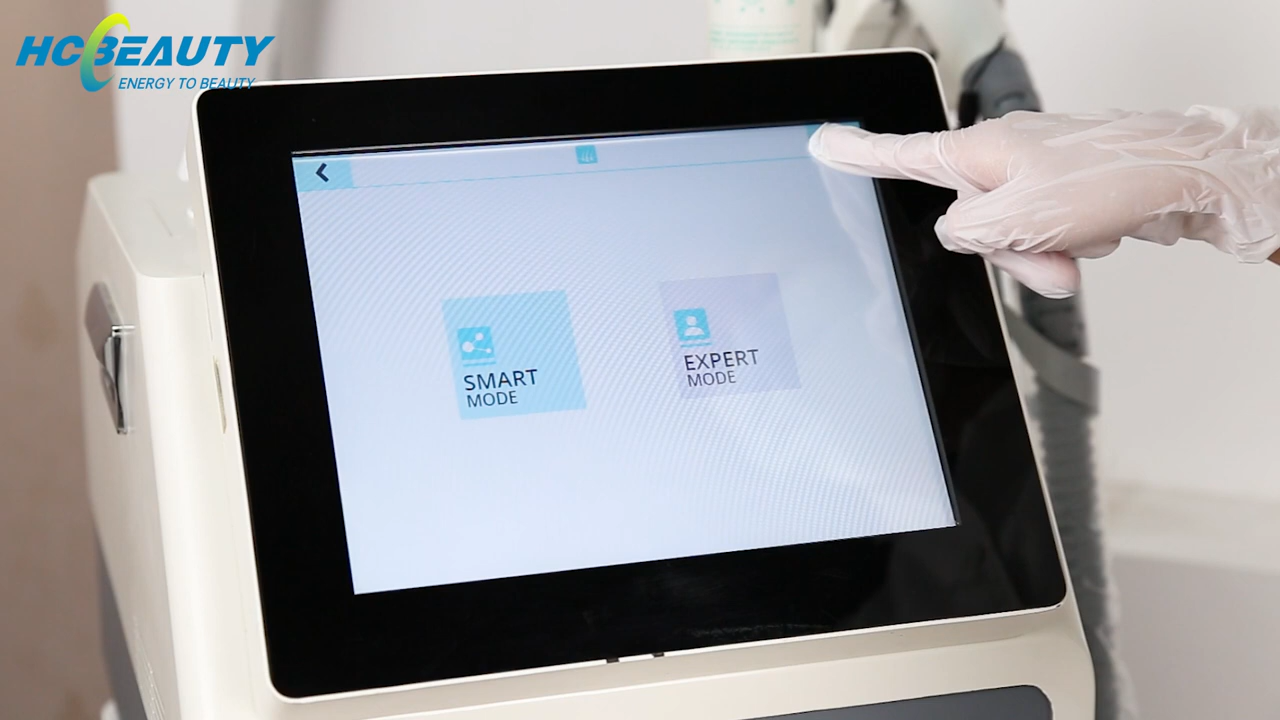 HCBEAUTY
ENERGY TO BEAUTY
SMART
MODE
EXPERT
MODE